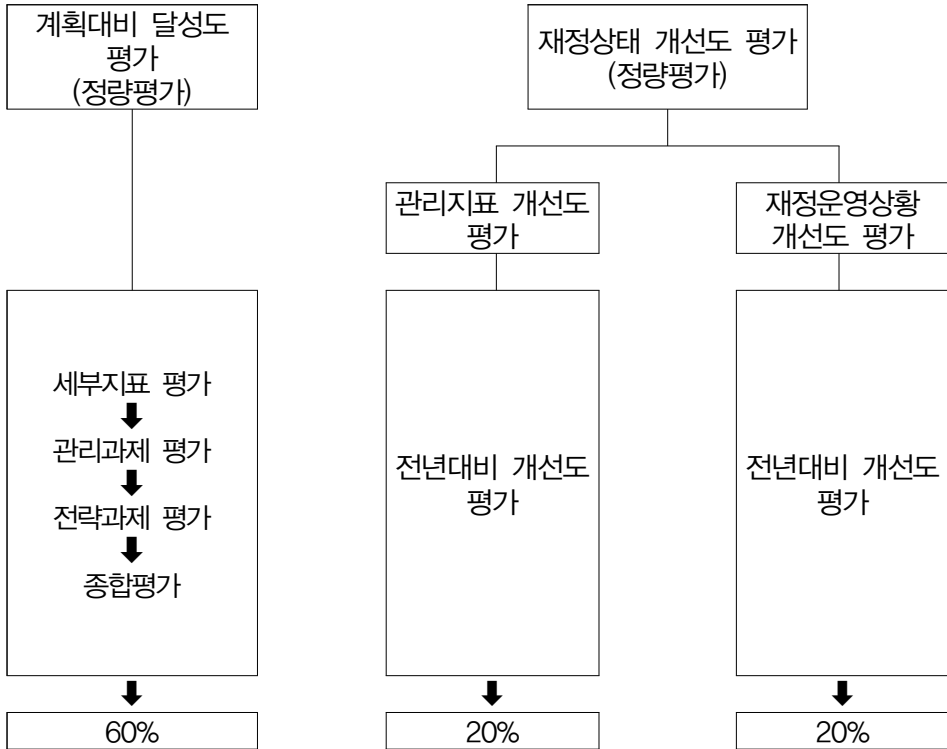 계획대비 달성도
평가
(정량평가)
재정상태 개선도 평가
(정량평가)
관리지표 개선도
평가
재정운영상황
개선도 평가
세부지표 평가
관리과제 평가
전략과제 평가
종합평가
전년대비 개선도
평가
전년대비 개선도
평가
60%
20%
20%